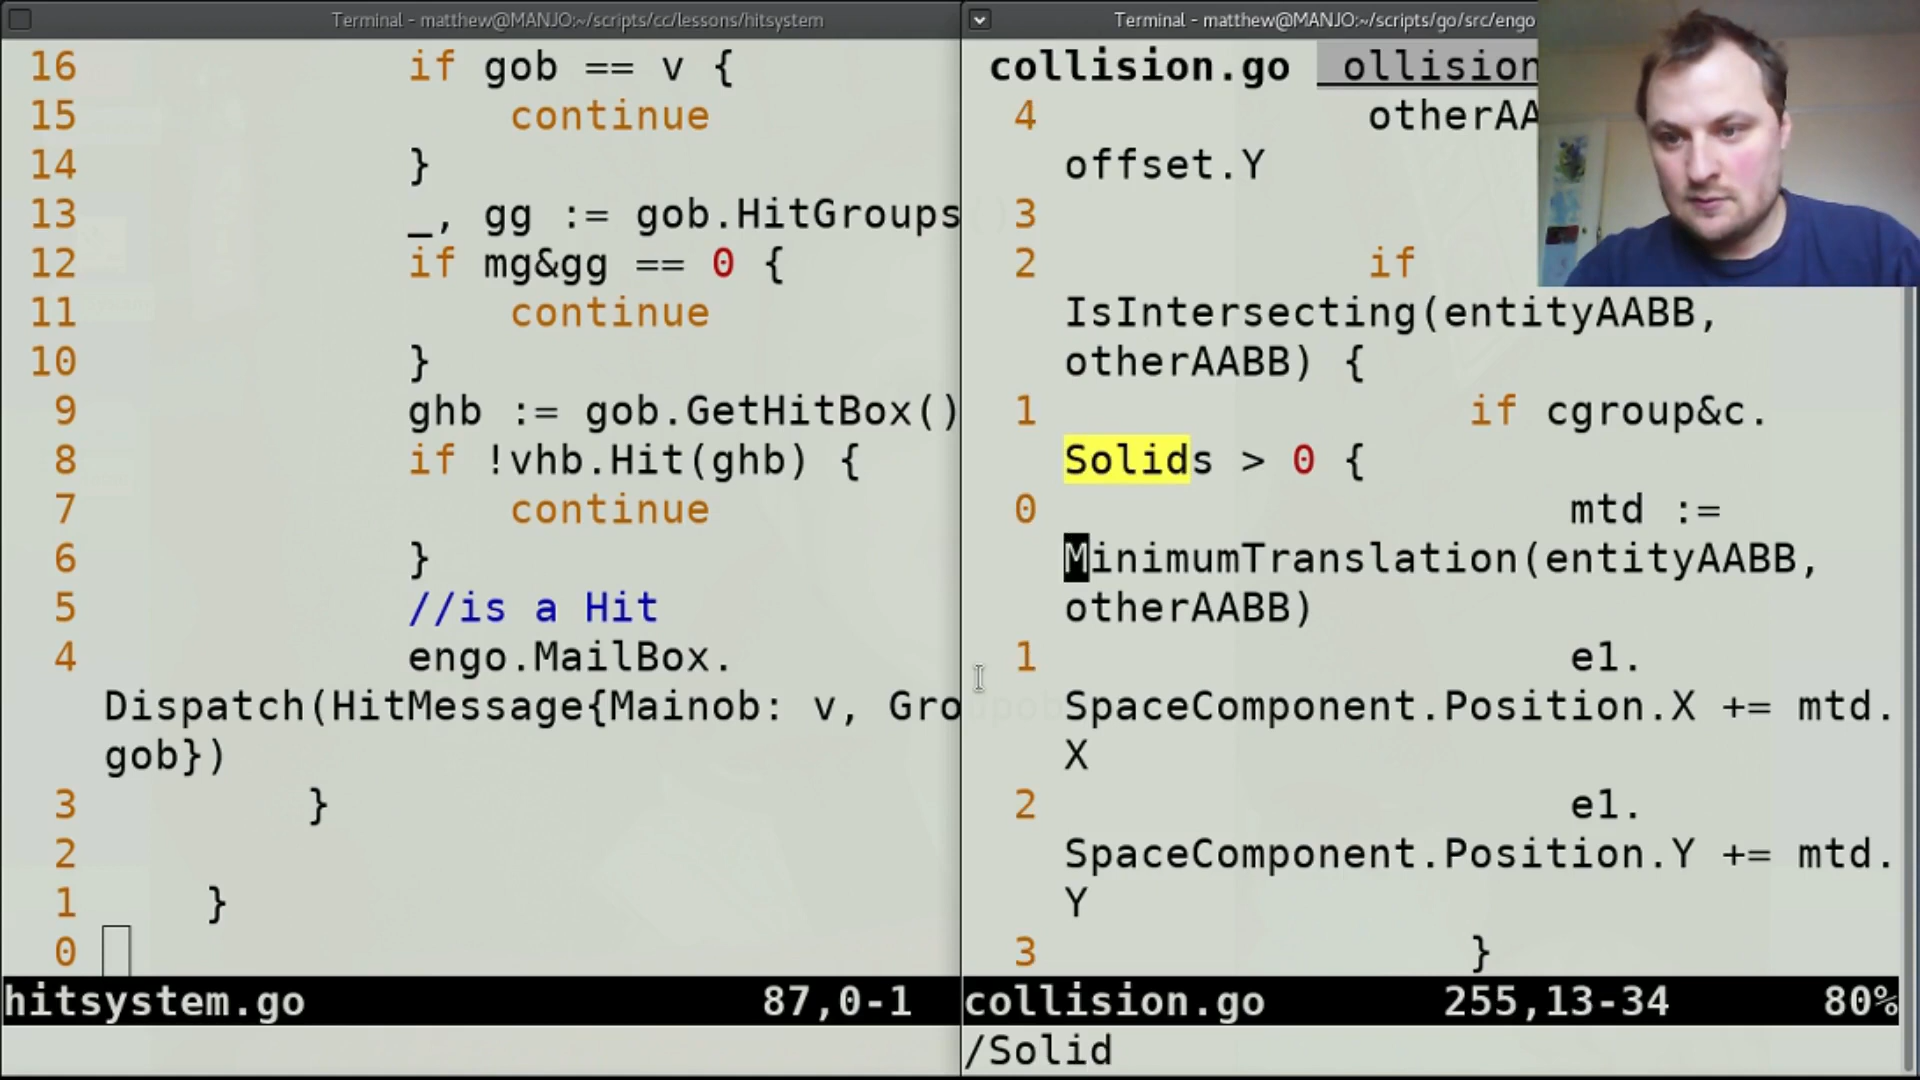 Terminal - matthew@MANJO:~/scripts/cc/lessons/hitsystem
16 if gob == v {
15 continue
14 }
13 _, gg := gob.HitGroups
12 if mg&gg == 0 {
11 continue
10 }
9 ghb := gob.GetHitBox()
8 if !vhb.Hit(ghb) {
7 continue
6 }
5 //is a Hit
4 engo.MailBox.
Dispatch(HitMessage{Mainob: v, Gro
gob})
3 }
2
1 }
0
hitsystem.go 87,0-1
Terminal - matthew@MANJO:~/scripts/go/src/engo
collision.go ollision
4 otherAA
offset.Y
3
2 if
IsIntersecting(entityAABB,
otherAABB) {
1 if cgroup&c.
Solids > 0 {
0 mtd :=
MinimumTranslation(entityAABB,
otherAABB)
1 e1.
SpaceComponent.Position.X += mtd.
X
2 e1.
SpaceComponent.Position.Y += mtd.
Y
3 }
collision.go 255,13-34 80%
/Solid